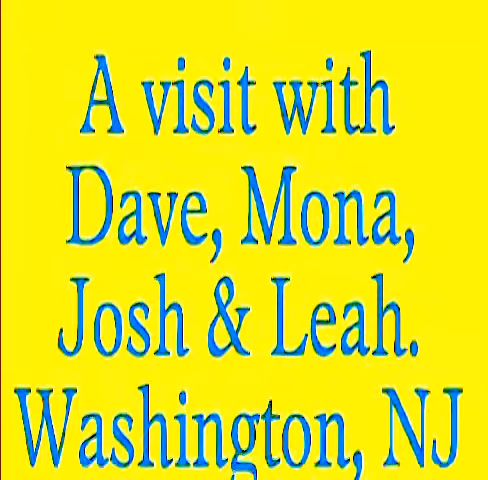 A visit with
Dave, Mona,
Josh & Leah.
Washington, NJ